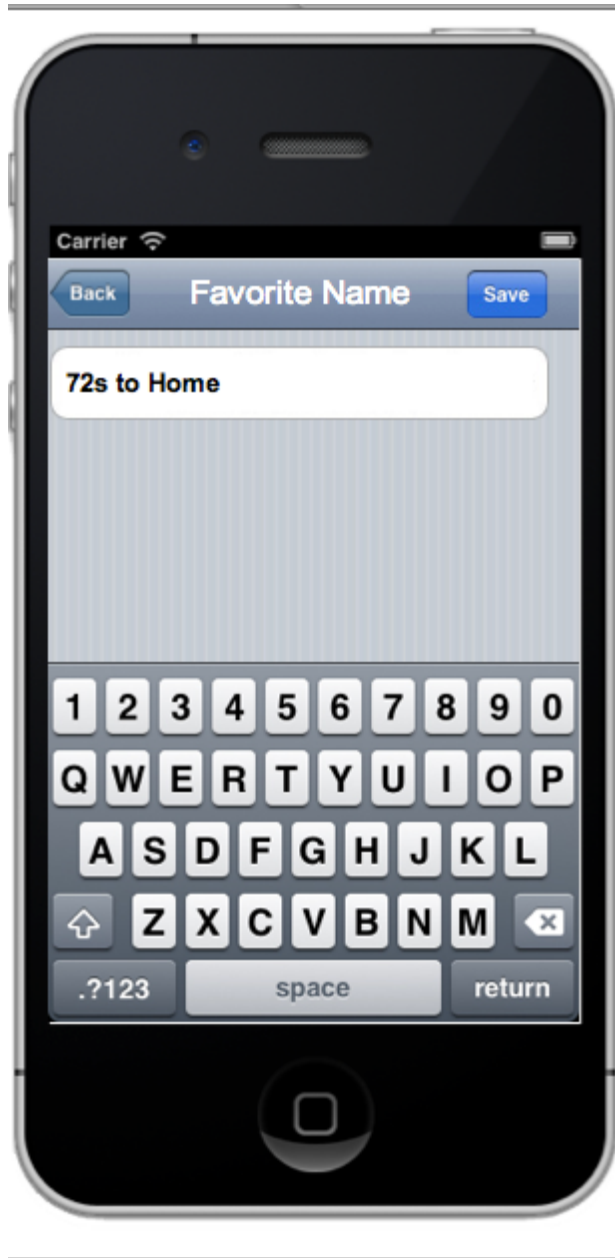 Carrier
Back Favorite Name Save
72s to Home
1 2 3 4 5 6 7 8 9 0
Q W E R T Y U I O P
A S D F G H J K L
Z X C V B N M
.?123 space return